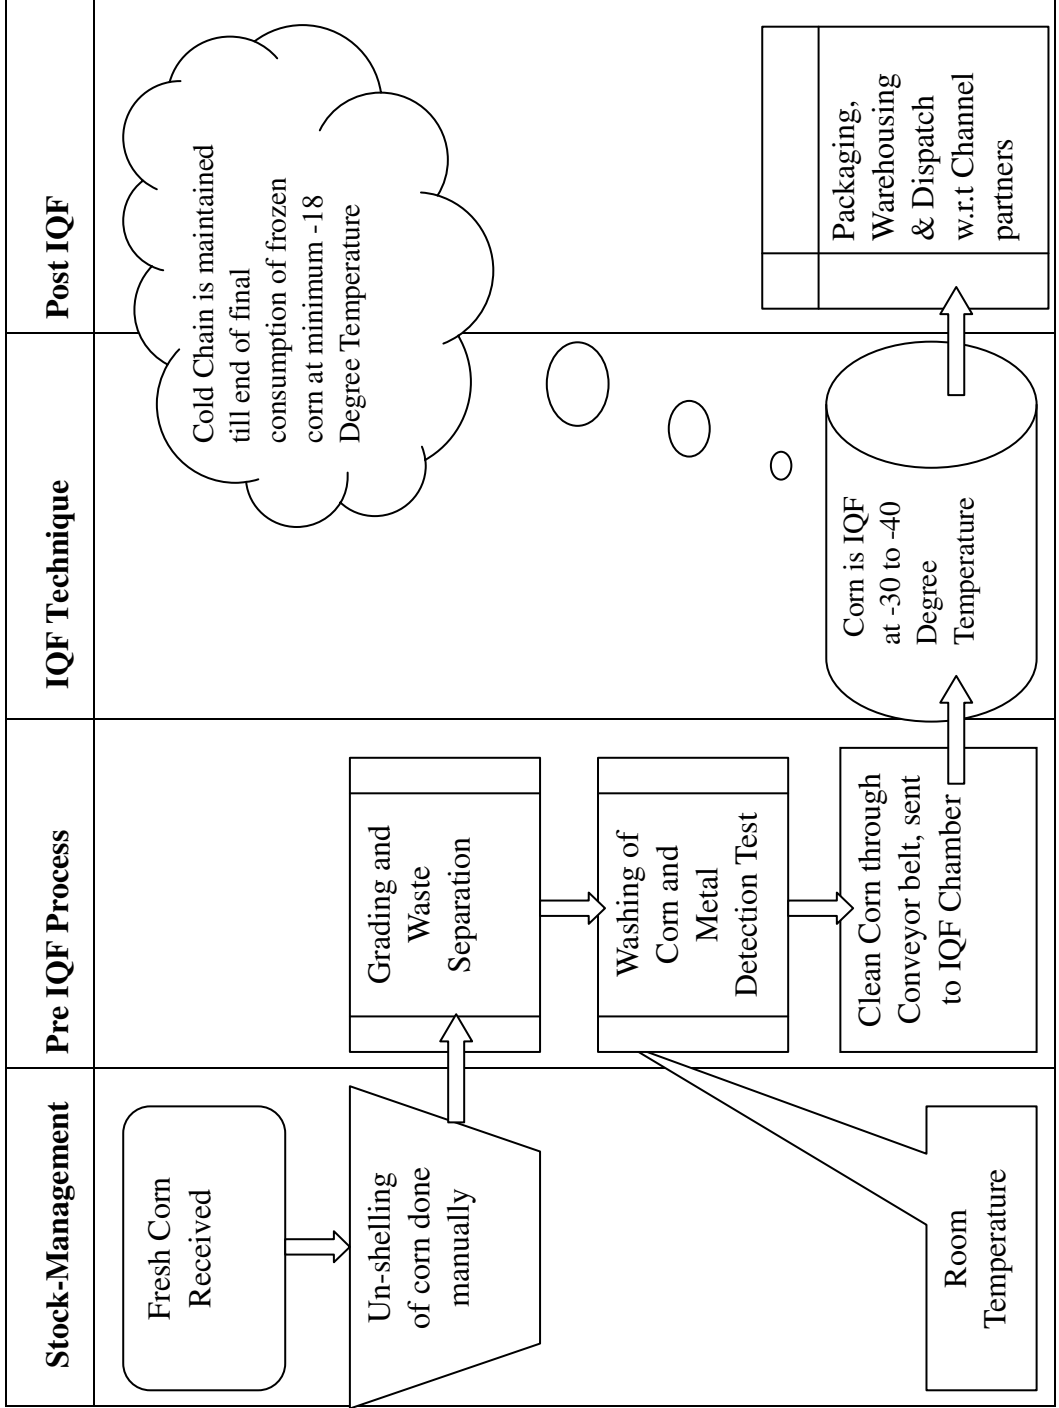 Stock-Management
Pre IQF Process
IQF Technique
Post IQF
Fresh Corn
Received
Un-shelling
of corn done
manually
Grading and
Waste
Separation
Washing of
Corn and
Metal
Detection Test
Room
Temperature
Clean Corn through
Conveyor belt, sent
to IQF Chamber
Corn is IQF
at -30 to -40
Degree
Temperature
Cold Chain is maintained
till end of final
consumption of frozen
corn at minimum -18
Degree Temperature
Packaging,
Warehousing
& Dispatch
w.r.t Channel
partners